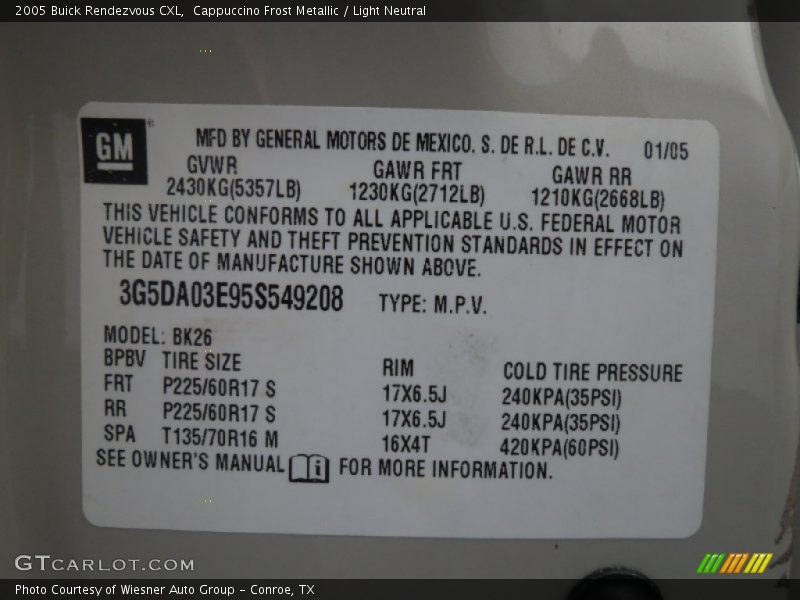 2005 Buick Rendezvous CXL,  Cappuccino Frost Metallic / Light Neutral
GM
MFD BY GENERAL MOTORS DE MEXICO. S. DE R.L. DE C.V. 01/05
GVWR GAWR FRT GAWR RR
2430KG(5357LB) 1230KG(2712LB) 1210KG(2668LB)
THIS VEHICLE CONFORMS TO ALL APPLICABLE U.S. FEDERAL MOTOR
VEHICLE SAFETY AND THEFT PREVENTION STANDARDS IN EFFECT ON
THE DATE OF MANUFACTURE SHOWN ABOVE.
3G5DA03E95S549208 TYPE: M.P.V.
MODEL: BK26
BPBV TIRE SIZE RIM COLD TIRE PRESSURE
FRT P225/60R17 S 17X6.5J 240KPA(35PSI)
RR P225/60R17 S 17X6.5J 240KPA(35PSI)
SPA T135/70R16 M 16X4T 420KPA(60PSI)
SEE OWNER'S MANUAL FOR MORE INFORMATION.
GTCARLOT.COM
Photo Courtesy of Wiesner Auto Group - Conroe, TX